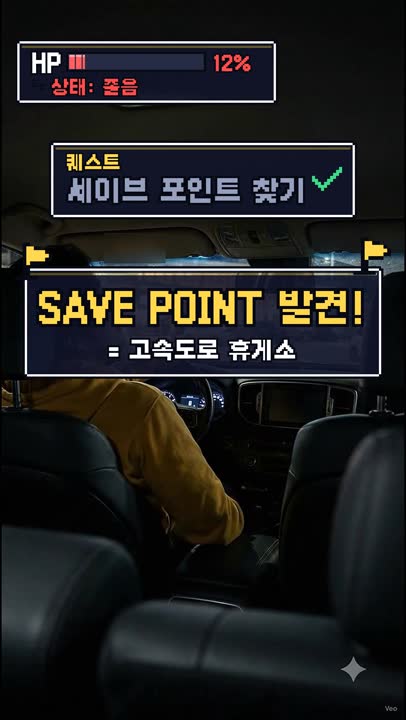 HP 12%
상태: 졸음
퀘스트
세이브 포인트 찾기
SAVE POINT 발견!
= 고속도로 휴게소
Veo